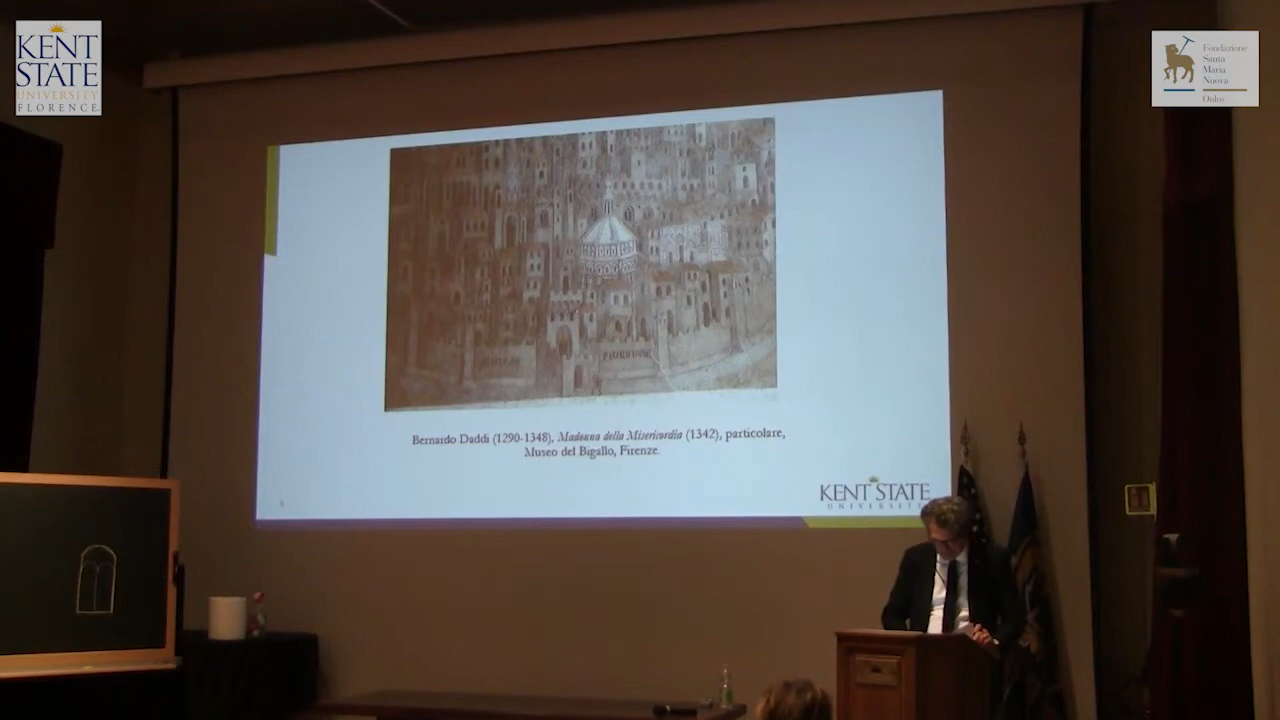 KENT
STATE
UNIVERSITY
FLORENCE
Fondazione
Santa
Maria
Nuova
Onlus
Bernardo Daddi (1290-1348), Madonna della Misericordia (1342), particolare,
Museo del Bigallo, Firenze.
KENT STATE
UNIVERSITY